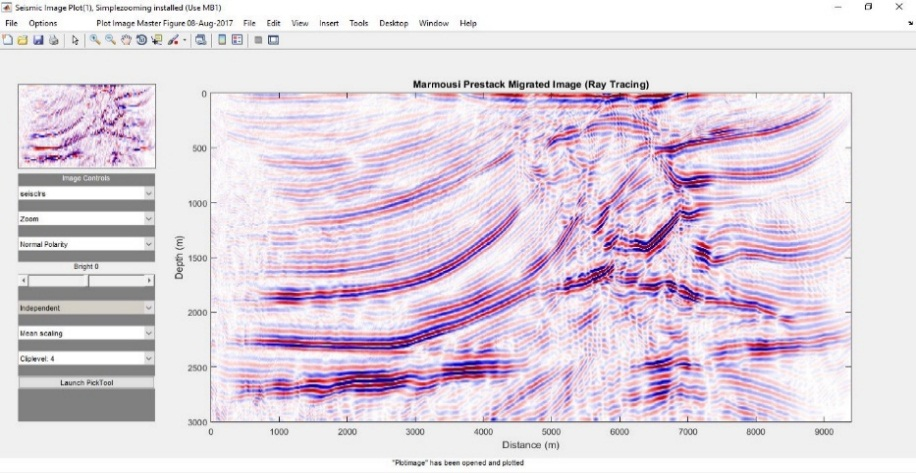 Seismic Image Plot(1), Simplezooming installed (Use MB1)
File Options Plot Image Master Figure 08-Aug-2017 File Edit View Insert Tools Desktop Window Help
Marmousi Prestack Migrated Image (Ray Tracing)
Image Controls
seisclrs
Zoom
Normal Polarity
Bright 0
Independent
Mean scaling
Cliplevel: 4
Launch PickTool
Depth (m)
0
500
1000
1500
2000
2500
3000
0 1000 2000 3000 4000 5000 6000 7000 8000 9000
Distance (m)
"Plotimage" has been opened and plotted